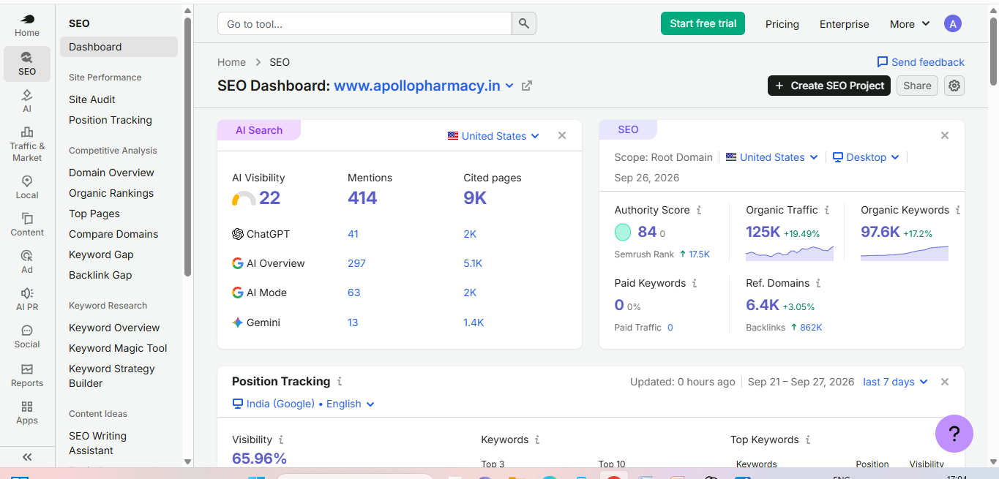 Home
SEO
AI
Traffic &
Market
Local
Content
Ad
AI PR
Social
Reports
Apps
SEO
Dashboard
Site Performance
Site Audit
Position Tracking
Competitive Analysis
Domain Overview
Organic Rankings
Top Pages
Compare Domains
Keyword Gap
Backlink Gap
Keyword Research
Keyword Overview
Keyword Magic Tool
Keyword Strategy
Builder
Content Ideas
SEO Writing
Assistant
Go to tool...
Start free trial
Pricing
Enterprise
More
A
Home > SEO
Send feedback
SEO Dashboard: www.apollopharmacy.in
+ Create SEO Project
Share
AI Search
United States
AI Visibility Mentions Cited pages
22 414 9K
ChatGPT 41 2K
AI Overview 297 5.1K
AI Mode 63 2K
Gemini 13 1.4K
SEO
Scope: Root Domain United States Desktop
Sep 26, 2026
Authority Score i Organic Traffic i Organic Keywords i
84 0 125K +19.49% 97.6K +17.2%
Semrush Rank ↑ 17.5K
Paid Keywords i Ref. Domains i
0 0% 6.4K +3.05%
Paid Traffic 0 Backlinks ↑ 862K
Position Tracking i
Updated: 0 hours ago Sep 21 – Sep 27, 2026 last 7 days
India (Google) • English
Visibility i Keywords i Top Keywords i
65.96%
Top 3 Top 10 Keywords Position Visibility
?
ENG
17:04